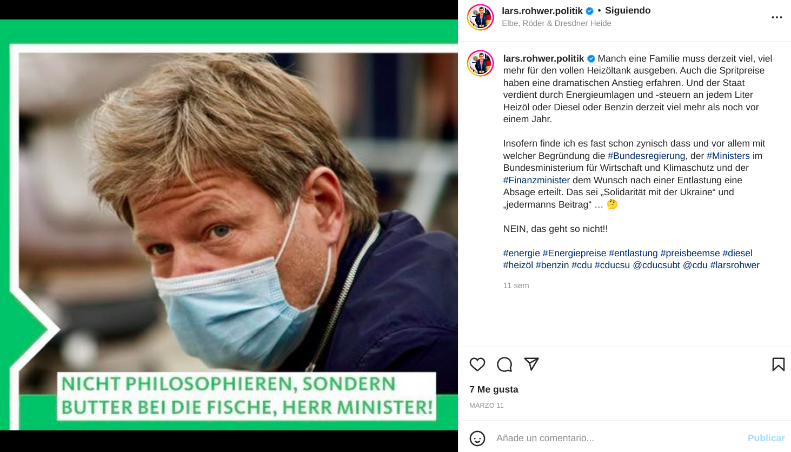 lars.rohwer.politik • Siguiendo
Elbe, Röder & Dresdner Heide
lars.rohwer.politik Manch eine Familie muss derzeit viel, viel
mehr für den vollen Heizöltank ausgeben. Auch die Spritpreise
haben eine dramatischen Anstieg erfahren. Und der Staat
verdient durch Energieumlagen und -steuern an jedem Liter
Heizöl oder Diesel oder Benzin derzeit viel mehr als noch vor
einem Jahr.
Insofern finde ich es fast schon zynisch dass und vor allem mit
welcher Begründung die #Bundesregierung, der #Ministers im
Bundesministerium für Wirtschaft und Klimaschutz und der
#Finanzminister dem Wunsch nach einer Entlastung eine
Absage erteilt. Das sei „Solidarität mit der Ukraine“ und
„jedermanns Beitrag“ ... 🤔
NEIN, das geht so nicht!!
#energie #Energiepreise #entlastung #preisbeemse #diesel
#heizöl #benzin #cdu #cducsu @cducsubt @cdu #larsrohwer
11 sem
7 Me gusta
MARZO 11
Añade un comentario...
Publicar
NICHT PHILOSOPHIEREN, SONDERN
BUTTER BEI DIE FISCHE, HERR MINISTER!